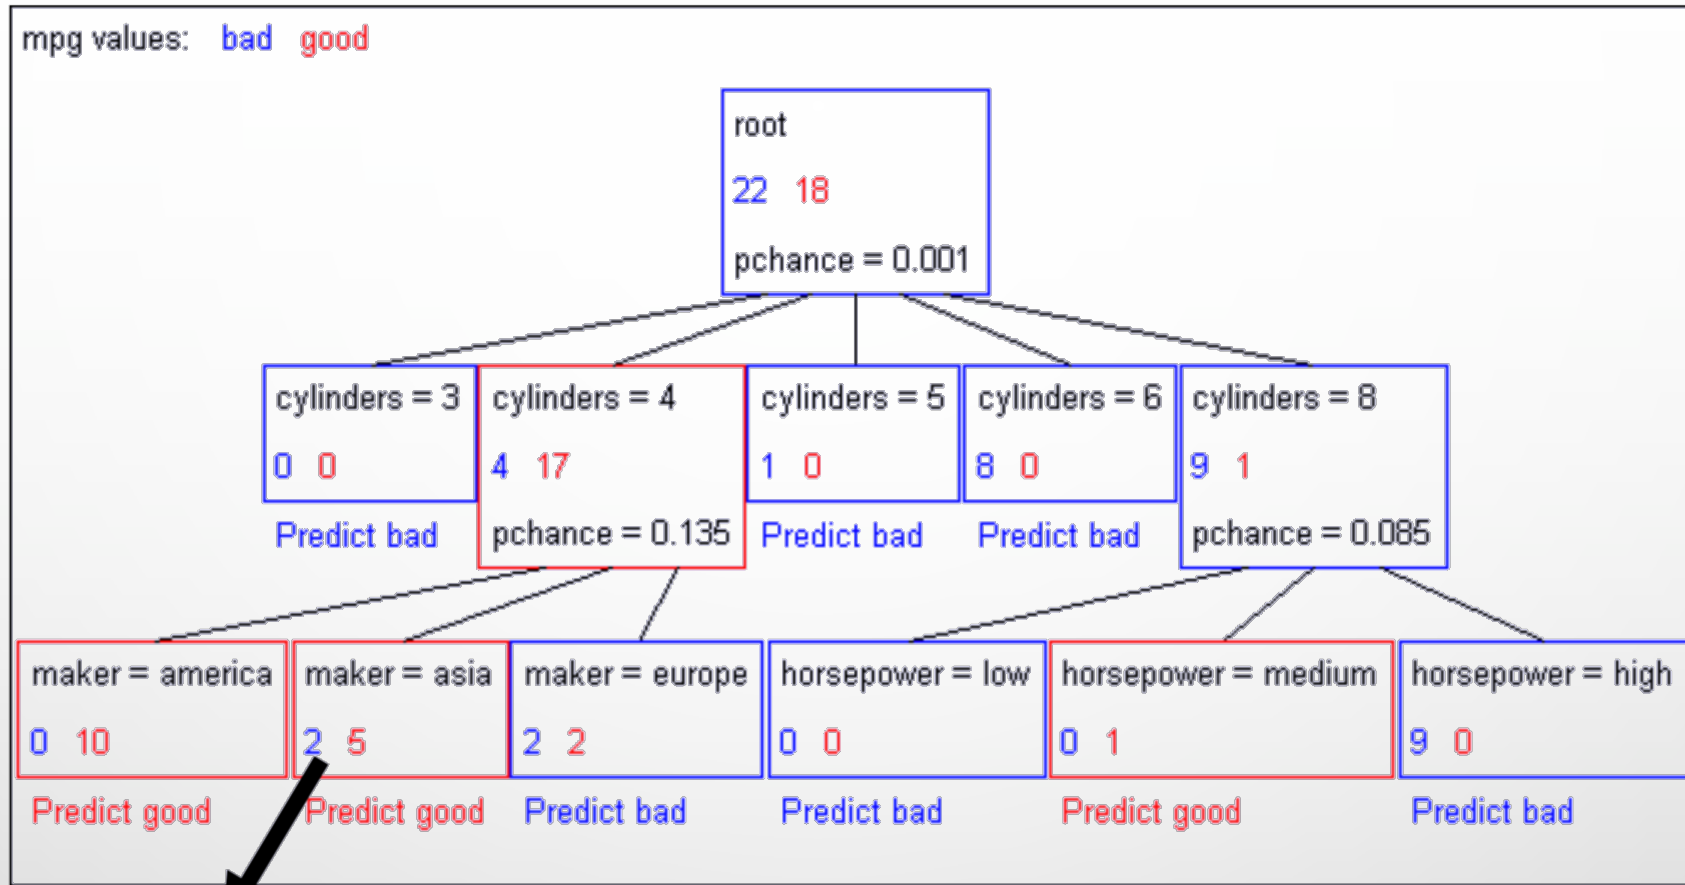 mpg values: bad good
root
22 18
pchance = 0.001
cylinders = 3
0 0
Predict bad
cylinders = 4
4 17
pchance = 0.135
cylinders = 5
1 0
Predict bad
cylinders = 6
8 0
Predict bad
cylinders = 8
9 1
pchance = 0.085
maker = america
0 10
Predict good
maker = asia
2 5
Predict good
maker = europe
2 2
Predict bad
horsepower = low
0 0
Predict bad
horsepower = medium
0 1
Predict good
horsepower = high
9 0
Predict bad